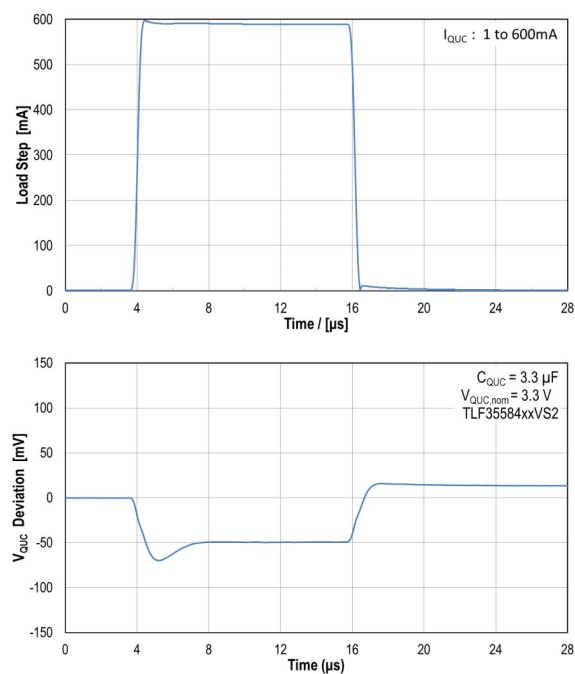 600
500
400
300
200
100
0
Load Step [mA]
I_QUC : 1 to 600mA
0 4 8 12 16 20 24 28
Time / [µs]
150
100
50
0
-50
-100
-150
V_QUC Deviation [mV]
C_QUC = 3.3 µF
V_QUC,nom = 3.3 V
TLF35584xxVS2
0 4 8 12 16 20 24 28
Time (µs)